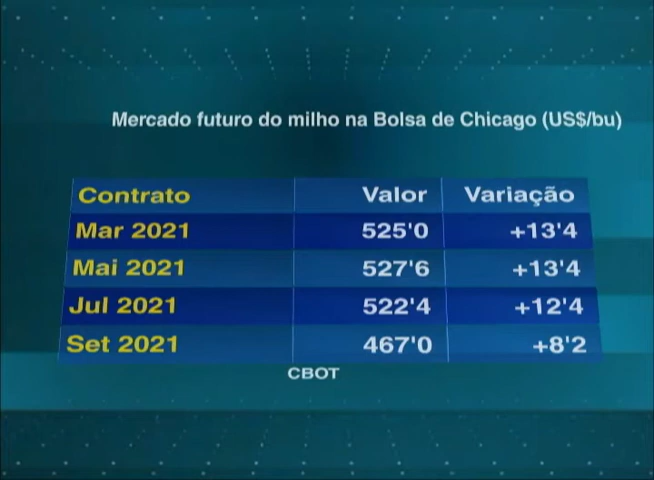 Mercado futuro do milho na Bolsa de Chicago (US$/bu)
Contrato Valor Variação
Mar 2021 525'0 +13'4
Mai 2021 527'6 +13'4
Jul 2021 522'4 +12'4
Set 2021 467'0 +8'2
CBOT